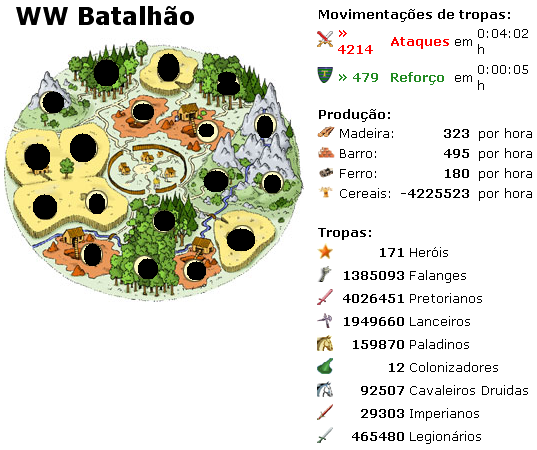 WW Batalhão
Movimentações de tropas:
» 4214 Ataques em 0:04:02 h
» 479 Reforço em 0:00:05 h
Produção:
Madeira: 323 por hora
Barro: 495 por hora
Ferro: 180 por hora
Cereais: -4225523 por hora
Tropas:
171 Heróis
1385093 Falanges
4026451 Pretorianos
1949660 Lanceiros
159870 Paladinos
12 Colonizadores
92507 Cavaleiros Druidas
29303 Imperianos
465480 Legionários